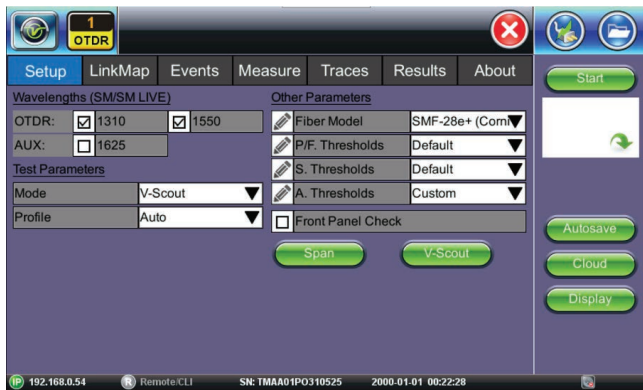 1
OTDR
Setup LinkMap Events Measure Traces Results About
Start
Wavelengths (SM/SM LIVE)
OTDR: 1310 1550
AUX: 1625
Test Parameters
Mode V-Scout
Profile Auto
Other Parameters
Fiber Model SMF-28e+ (Corni
P/F. Thresholds Default
S. Thresholds Default
A. Thresholds Custom
Front Panel Check
Span V-Scout
Autosave
Cloud
Display
IP 192.168.0.54 R Remote/CLI SN: TMAA01PO310525 2000-01-01 00:22:28